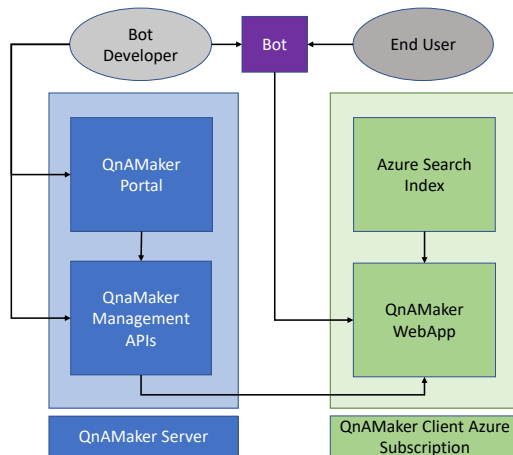 Bot
Developer
Bot
End User
QnAMaker
Portal
Azure Search
Index
QnaMaker
Management
APIs
QnAMaker
WebApp
QnAMaker Server
QnAMaker Client Azure
Subscription